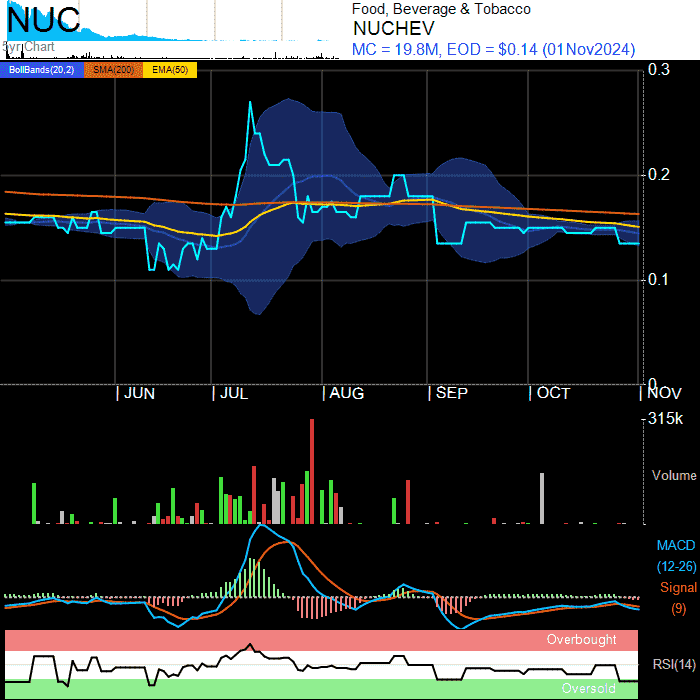 NUC
5yr Chart
Food, Beverage & Tobacco
NUCHEV
MC = 19.8M, EOD = $0.14 (01Nov2024)
BollBands(20,2) SMA(200) EMA(50)
0.3
0.2
0.1
0
JUN JUL AUG SEP OCT NOV
315k
Volume
MACD
(12-26)
Signal
(9)
Overbought
RSI(14)
Oversold